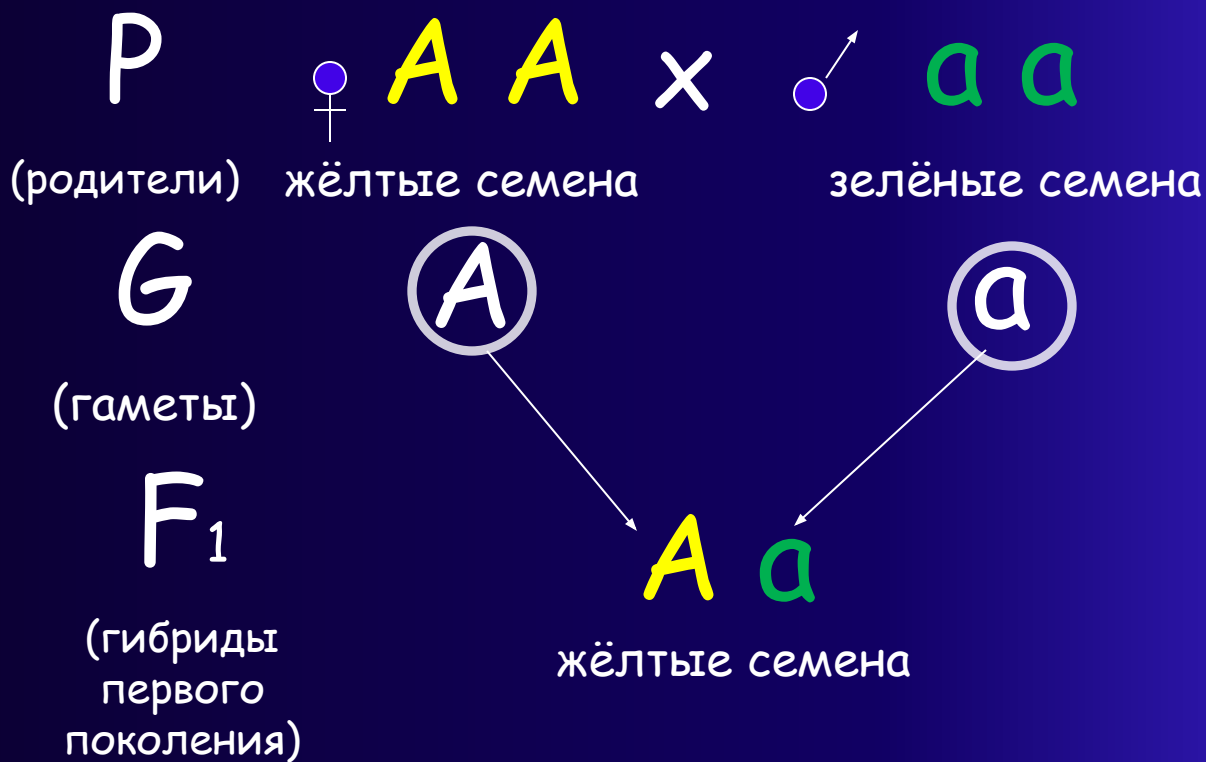 P ♀ A A x ♂ a a
(родители) жёлтые семена зелёные семена
G A a
(гаметы)
F1 A a
(гибриды
первого
поколения)
жёлтые семена